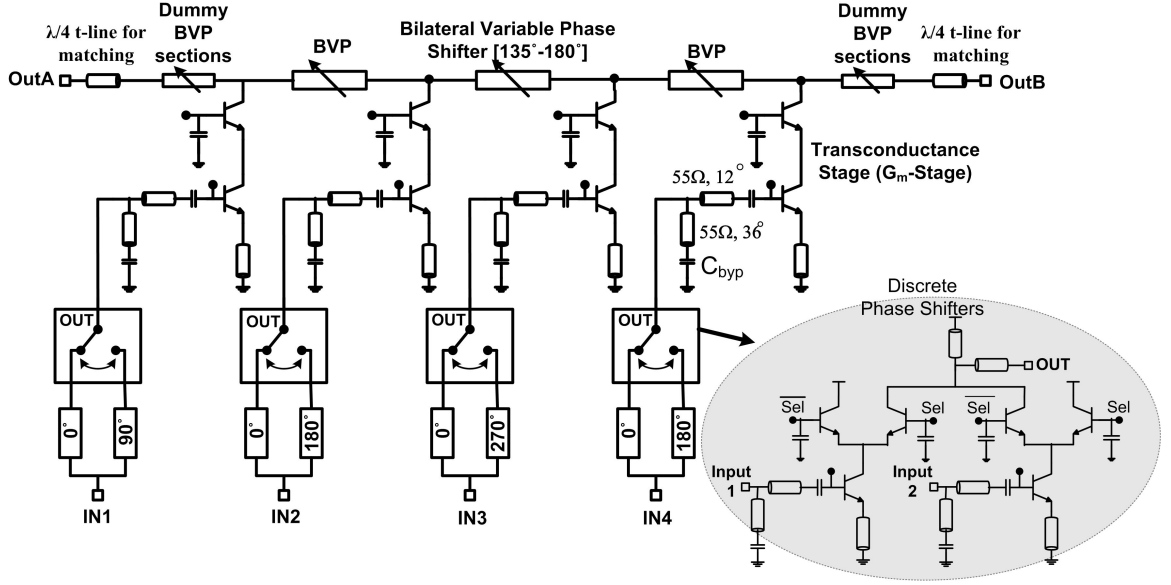 Dummy
BVP
sections
λ/4 t-line for
matching
OutA
BVP
Bilateral Variable Phase
Shifter [135˚-180˚]
BVP
Dummy
BVP
sections
λ/4 t-line for
matching
OutB
Transconductance
Stage (Gm-Stage)
55Ω, 12°
55Ω, 36°
Cbyp
OUT
OUT
OUT
OUT
0˚
90˚
0˚
180˚
0˚
270˚
0˚
180˚
IN1
IN2
IN3
IN4
Discrete
Phase Shifters
OUT
Sel
Sel
Sel
Sel
Input
1
Input
2